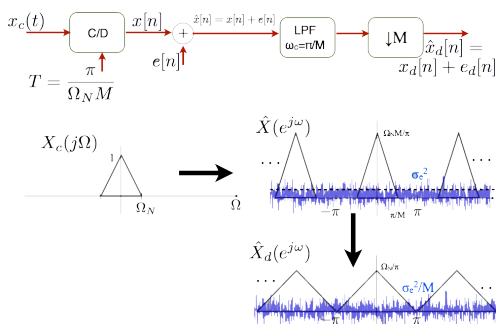 x_c(t) C/D x[n] + x̂[n] = x[n] + e[n] LPF ω_c=π/M ↓M x̂_d[n] =
e[n] x_d[n] + e_d[n]
T = π/(Ω_N M)
X_c(jΩ) 1 Ω_N Ω
X̂(e^{jω}) Ω_N M/π
... σ_e² ...
−π π/M π
X̂_d(e^{jω}) Ω_N/π
... σ_e²/M ...
−π π